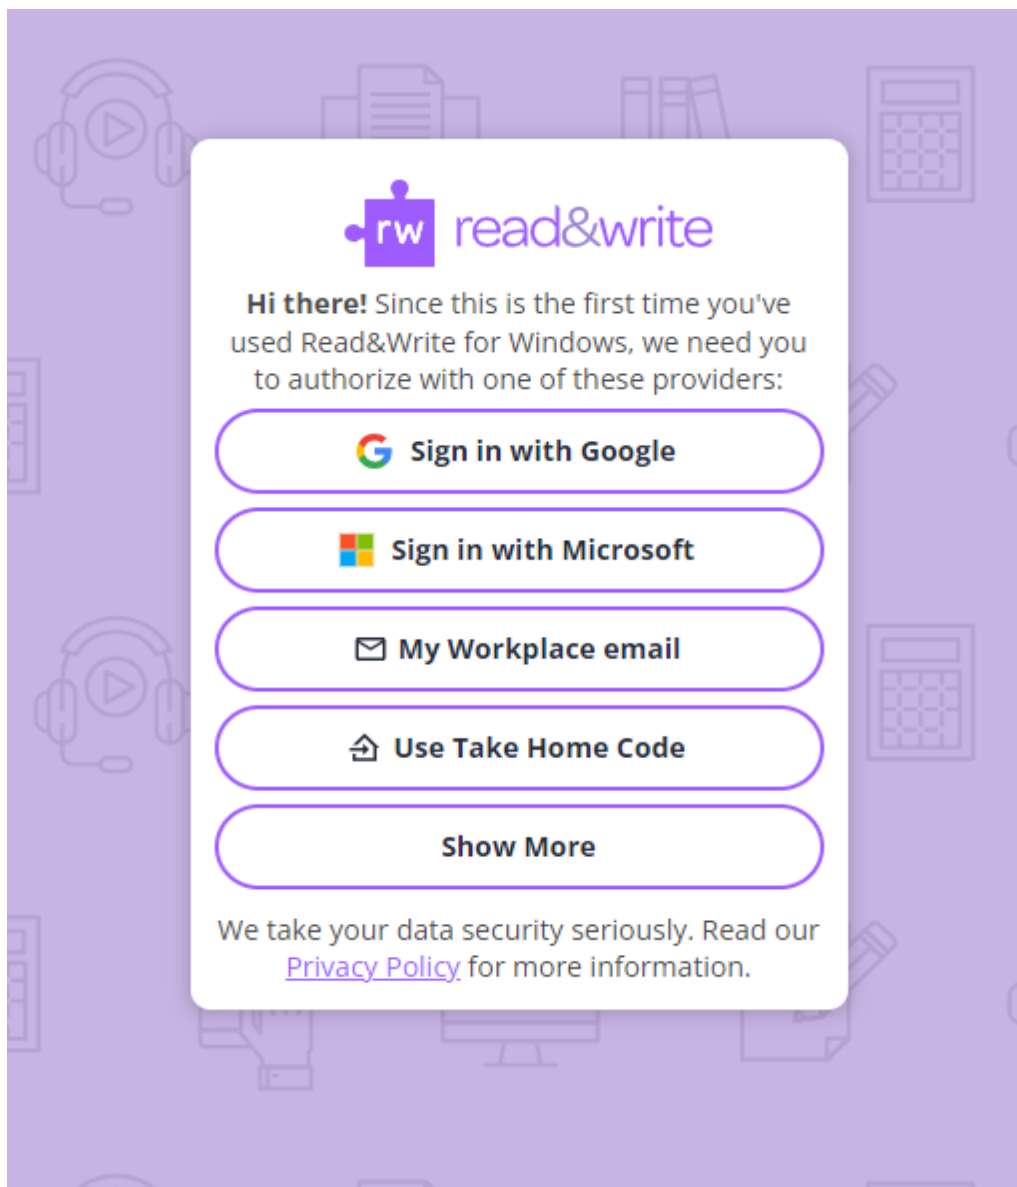 rw read&write
Hi there! Since this is the first time you've
used Read&Write for Windows, we need you
to authorize with one of these providers:
Sign in with Google
Sign in with Microsoft
My Workplace email
Use Take Home Code
Show More
We take your data security seriously. Read our
Privacy Policy for more information.